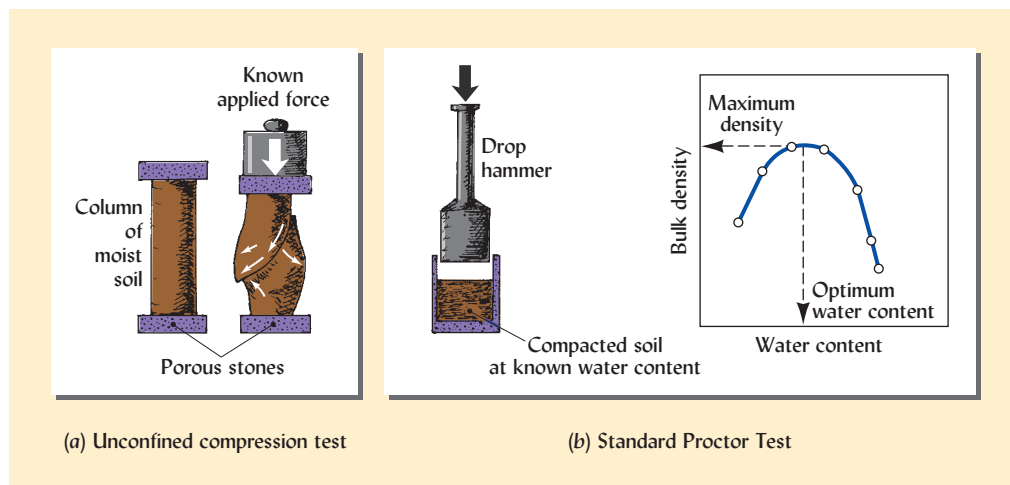 Known
applied force
Column
of
moist
soil
Porous stones
(a) Unconfined compression test
Drop
hammer
Compacted soil
at known water content
Maximum
density
Bulk density
Optimum
water content
Water content
(b) Standard Proctor Test